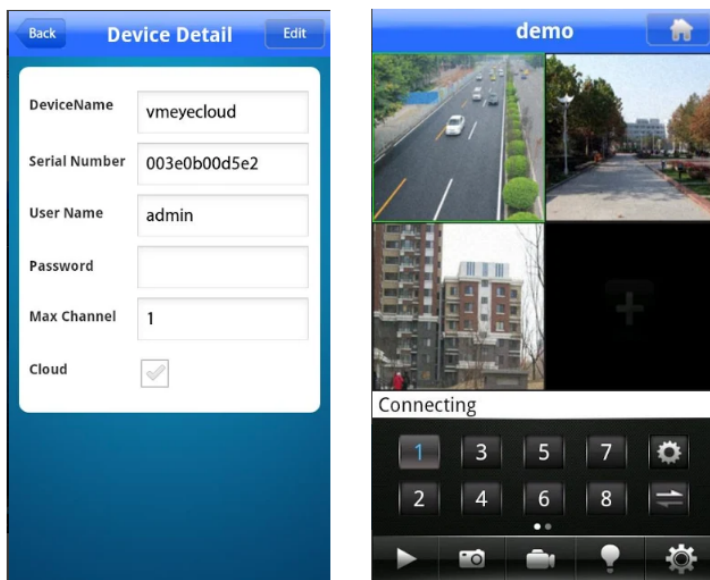 Back Device Detail Edit
DeviceName vmeyecloud
Serial Number 003e0b00d5e2
User Name admin
Password
Max Channel 1
Cloud
demo
Connecting
1 3 5 7
2 4 6 8